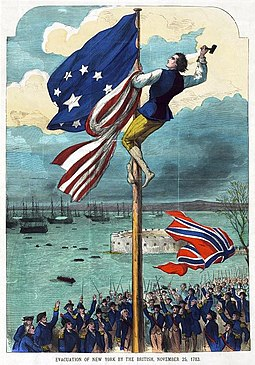 EVACUATION OF NEW YORK BY THE BRITISH, NOVEMBER 25, 1783.